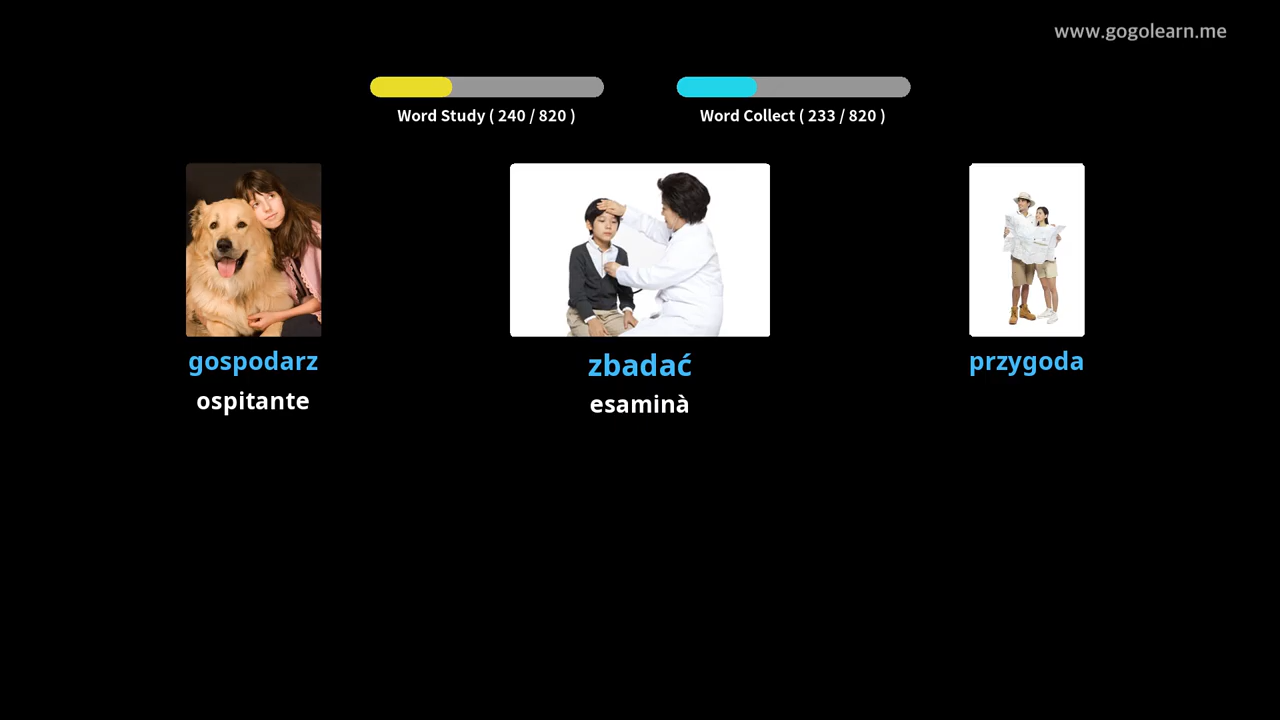 www.gogolearn.me
Word Study ( 240 / 820 )
Word Collect ( 233 / 820 )
gospodarz
zbadać
przygoda
ospitante
esaminà